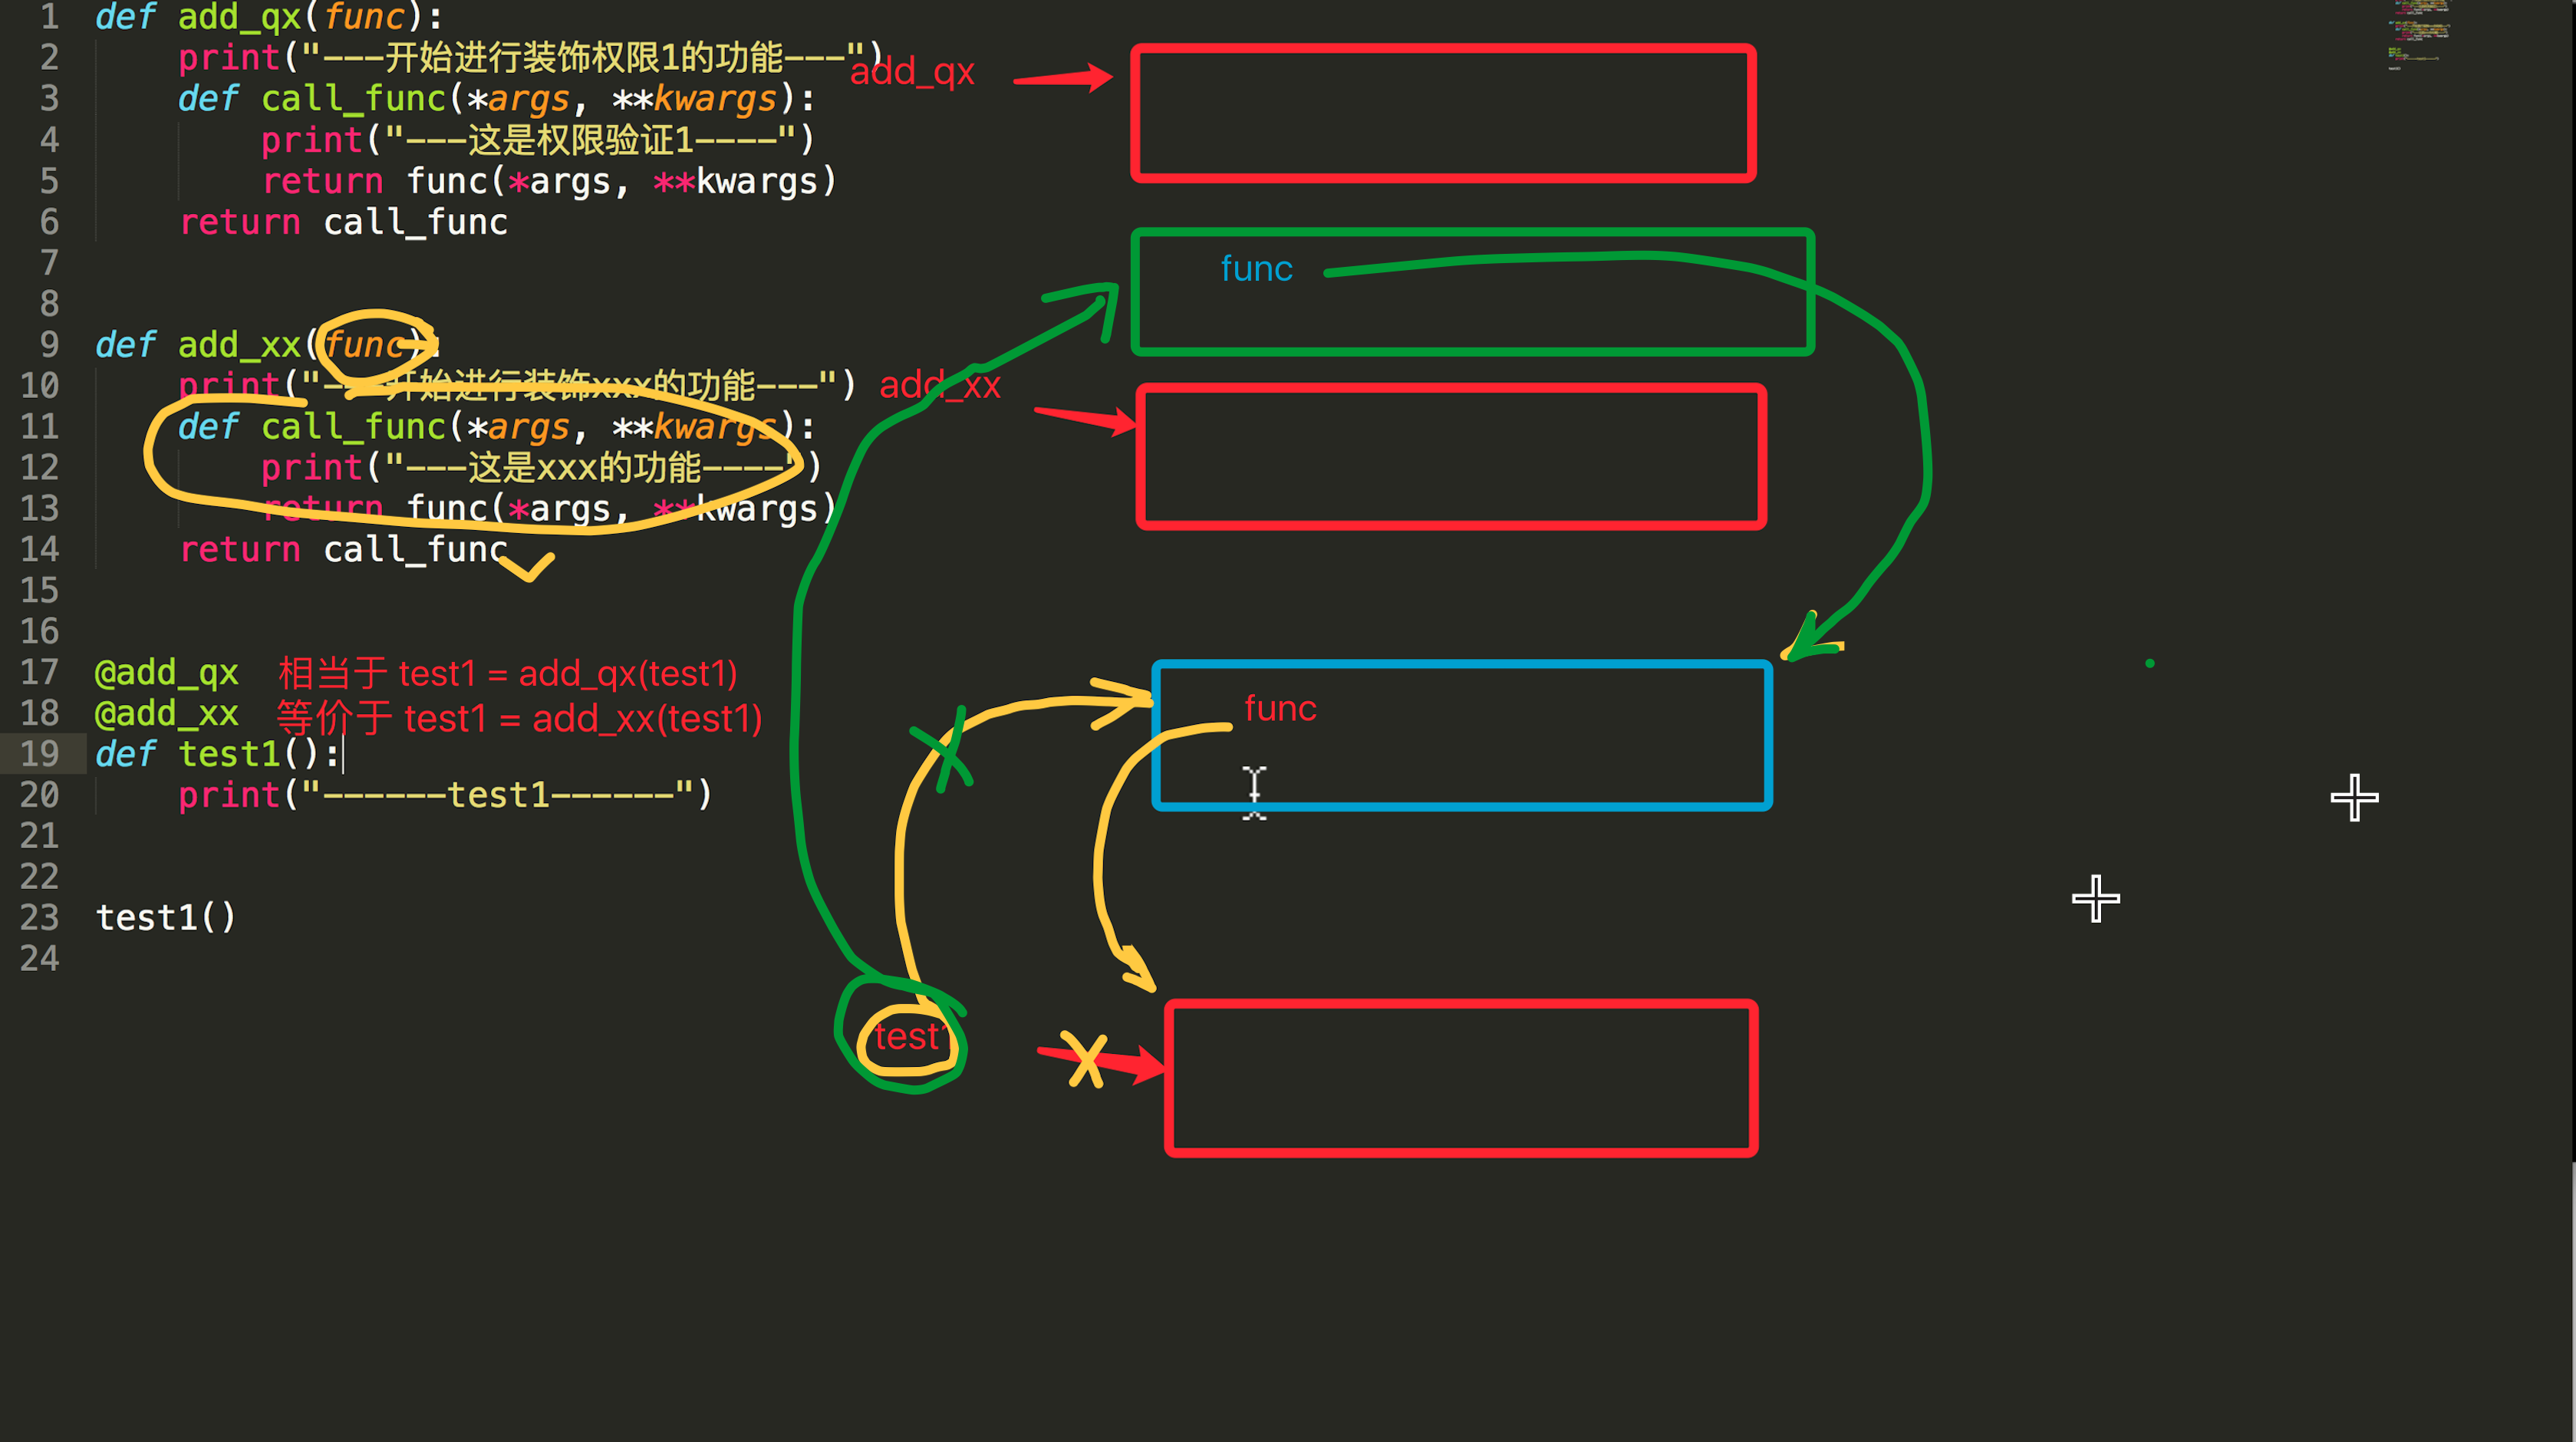 1 def add_qx(func):
2 print("---开始进行装饰权限1的功能---")
3 def call_func(*args, **kwargs):
4 print("---这是权限验证1----")
5 return func(*args, **kwargs)
6 return call_func
7
8
9 def add_xx(func):
10 print("---开始进行装饰xxx的功能---")
11 def call_func(*args, **kwargs):
12 print("---这是xxx的功能----")
13 return func(*args, **kwargs)
14 return call_func
15
16
17 @add_qx 相当于 test1 = add_qx(test1)
18 @add_xx 等价于 test1 = add_xx(test1)
19 def test1():
20 print("------test1------")
21
22
23 test1()
24
add_qx
func
add_xx
func
test1